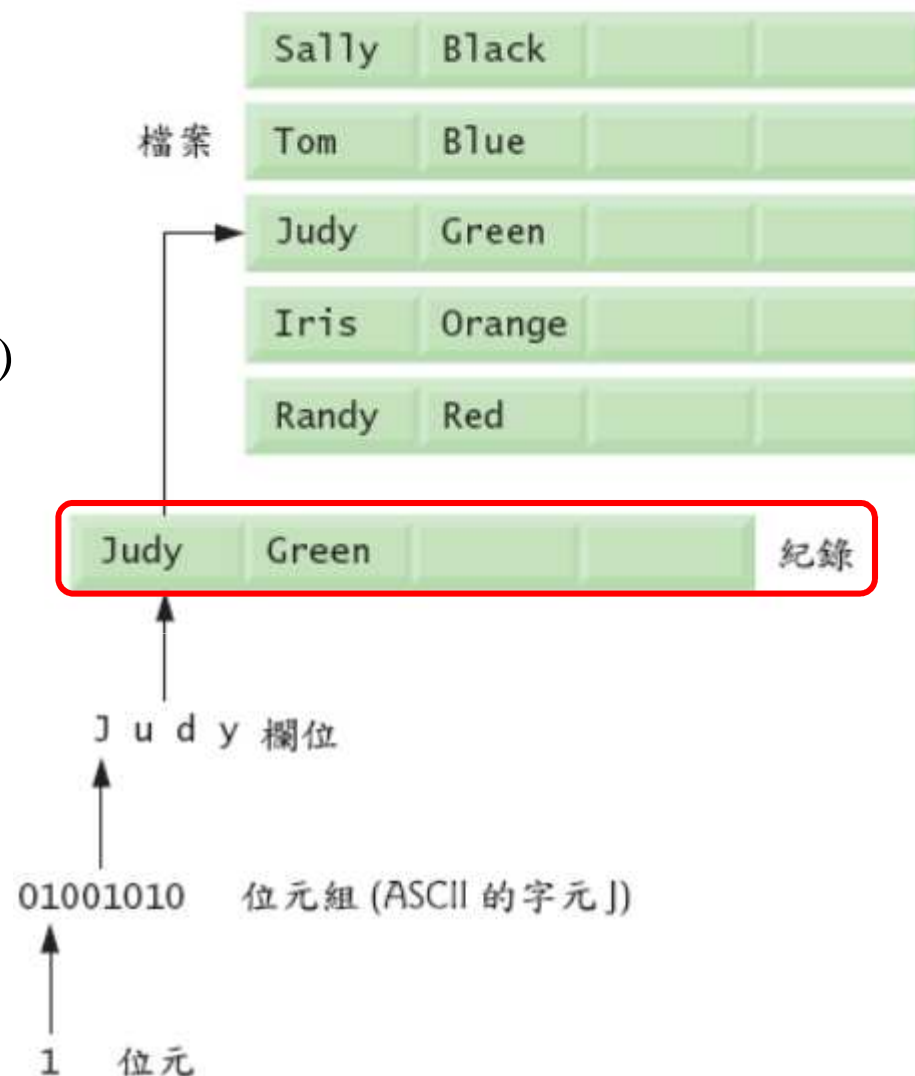 Sally Black
檔案 Tom Blue
Judy Green
Iris Orange
)
Randy Red
Judy Green 紀錄
J u d y 欄位
01001010 位元組 (ASCII 的字元 J)
1 位元